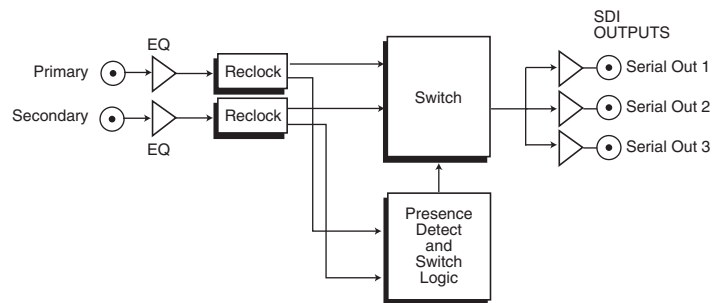 SDI
OUTPUTS
EQ
Primary
Reclock
Serial Out 1
Secondary
Reclock
Switch
Serial Out 2
EQ
Serial Out 3
Presence
Detect
and
Switch
Logic